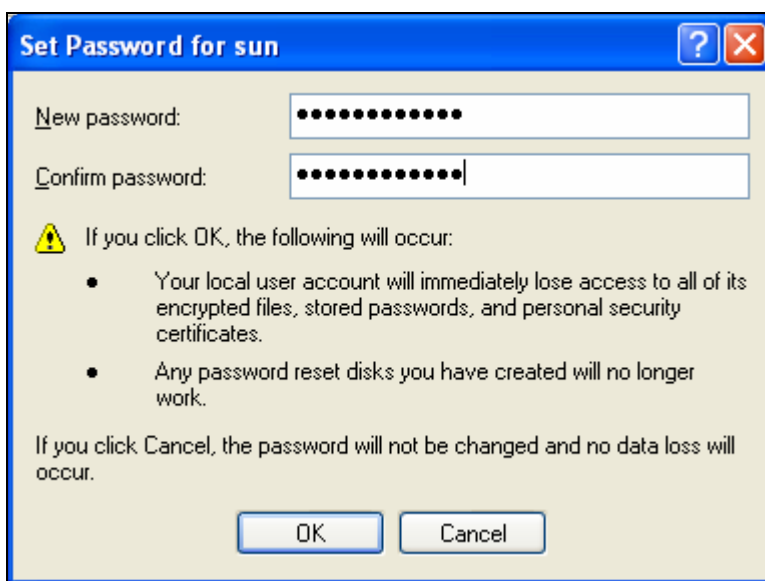 Set Password for sun
New password:
●●●●●●●●●●●●
Confirm password:
●●●●●●●●●●●●
If you click OK, the following will occur:
● Your local user account will immediately lose access to all of its
encrypted files, stored passwords, and personal security
certificates.
● Any password reset disks you have created will no longer
work.
If you click Cancel, the password will not be changed and no data loss will
occur.
OK Cancel